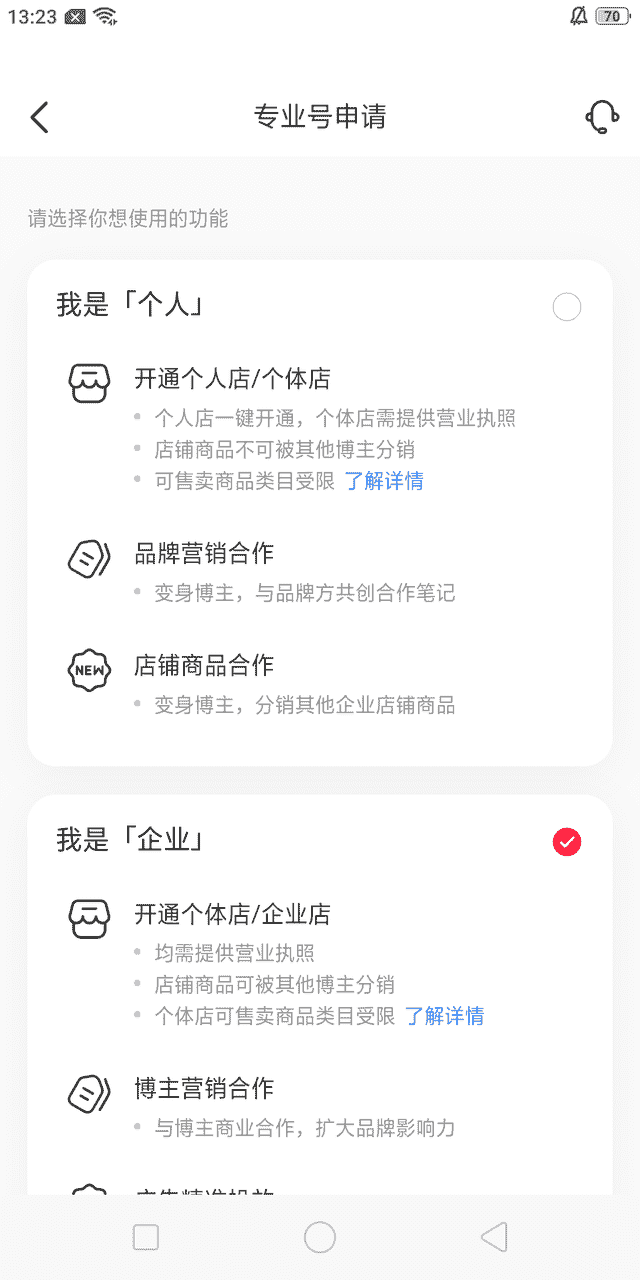 13:23
70
专业号申请
请选择你想使用的功能
我是「个人」
开通个人店/个体店
个人店一键开通，个体店需提供营业执照
店铺商品不可被其他博主分销
可售卖商品类目受限 了解详情
品牌营销合作
变身博主，与品牌方共创合作笔记
NEW
店铺商品合作
变身博主，分销其他企业店铺商品
我是「企业」
开通个体店/企业店
均需提供营业执照
店铺商品可被其他博主分销
个体店可售卖商品类目受限 了解详情
博主营销合作
与博主商业合作，扩大品牌影响力